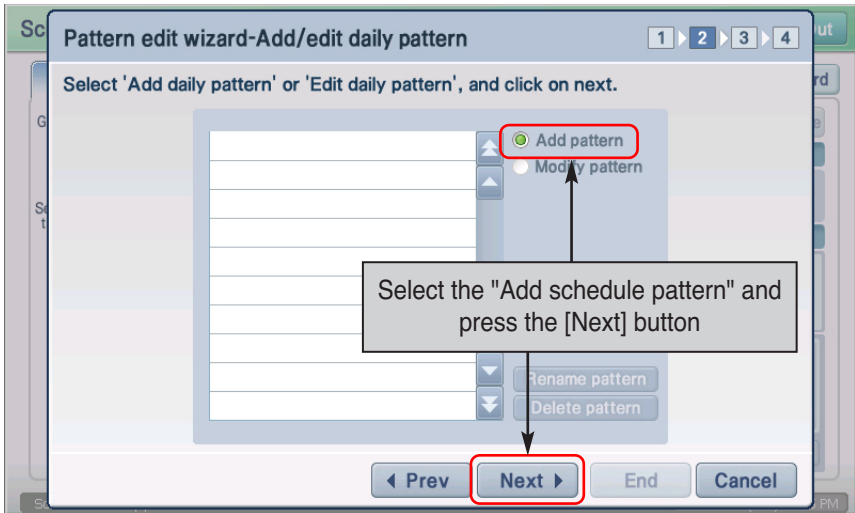 Pattern edit wizard-Add/edit daily pattern
1 2 3 4
Select 'Add daily pattern' or 'Edit daily pattern', and click on next.
Add pattern
Modify pattern
Select the "Add schedule pattern" and
press the [Next] button
Rename pattern
Delete pattern
Prev Next End Cancel
PM